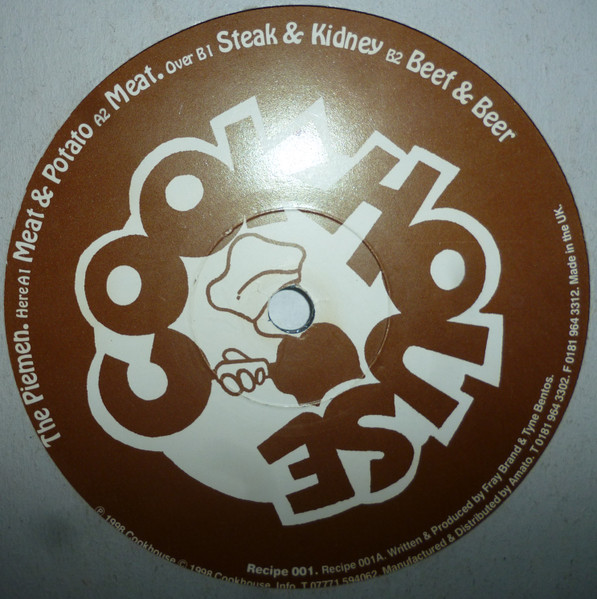 The Piemen. Here A1 Meat & Potato A2 Meat. Over B1 Steak & Kidney B2 Beef & Beer
COOKHOUSE
Recipe 001. Recipe 001A. Written & Produced by Fray Brand & Tyne Bentos.
℗ 1998 Cookhouse © 1998 Cookhouse. Info. T 07771 594062. Manufactured & Distributed by Amato. T 0181 964 3302. F 0181 964 3312. Made in the UK.